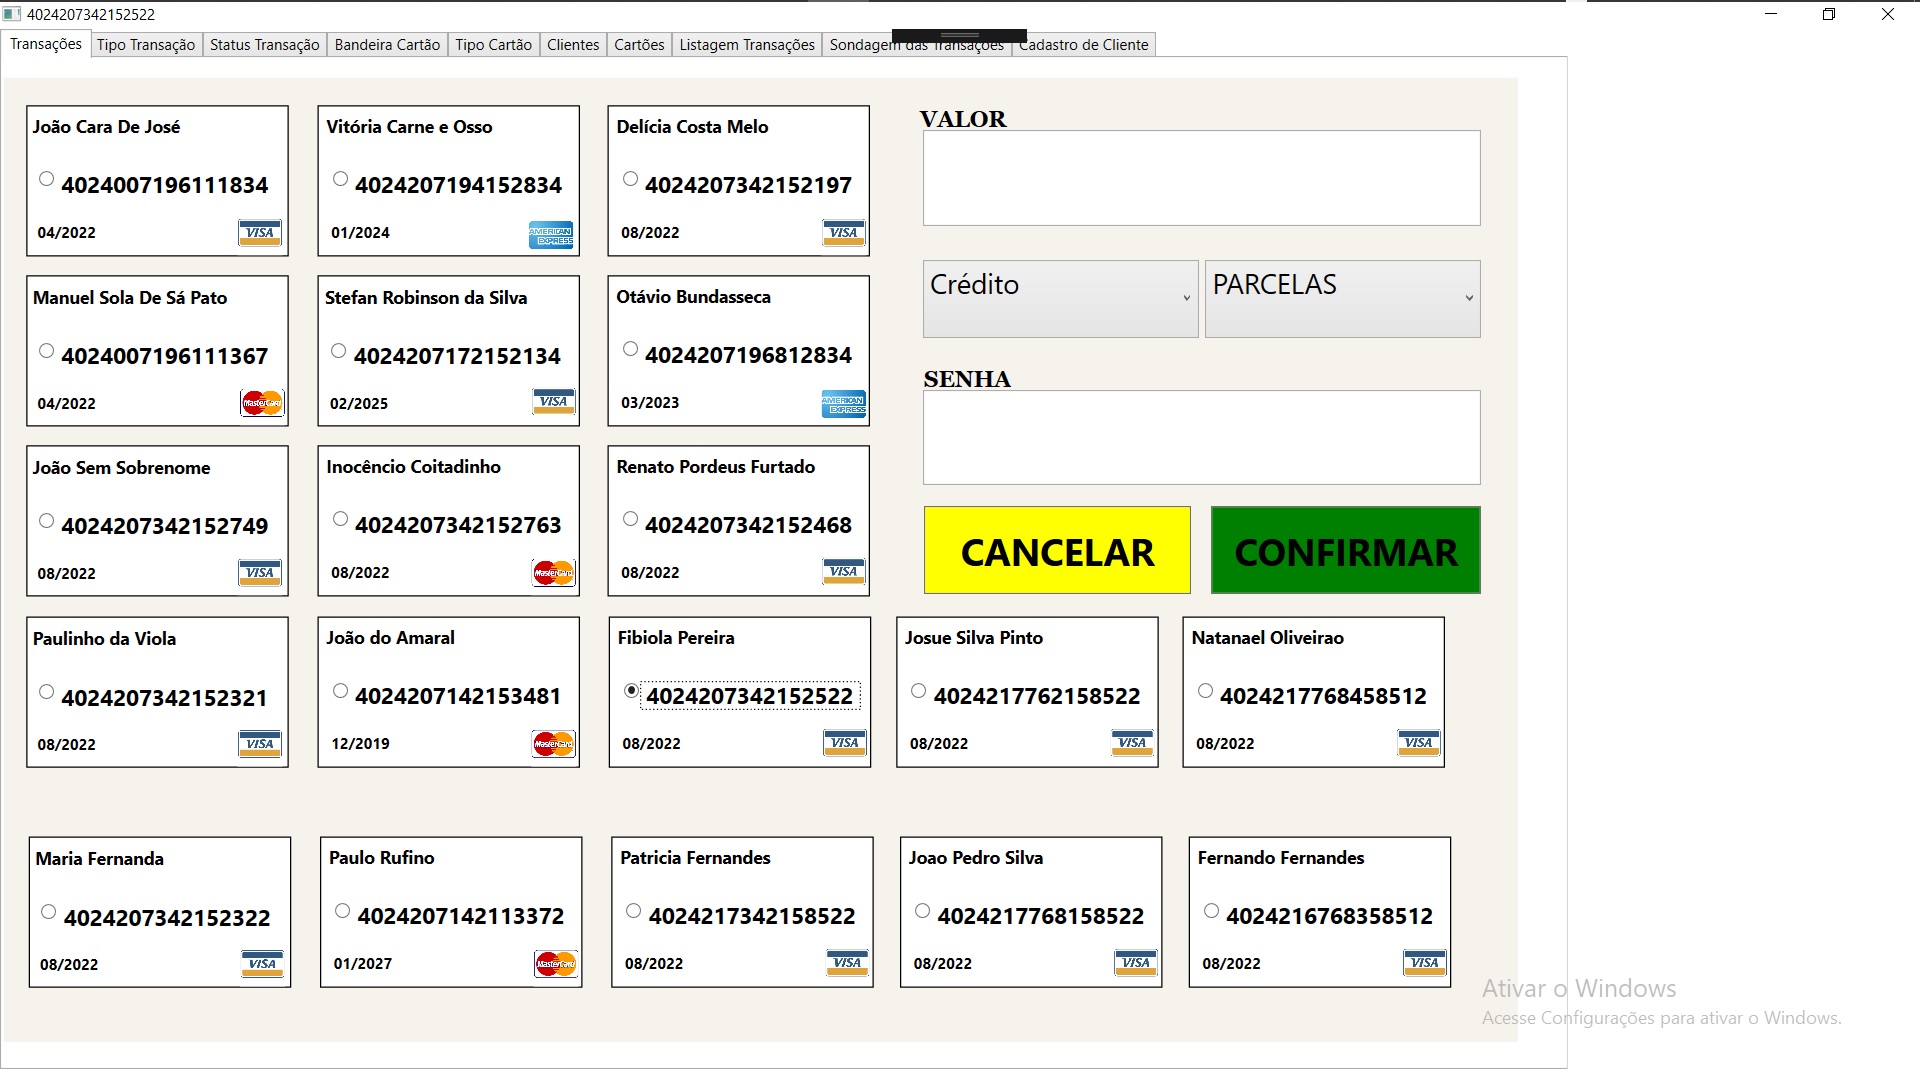 4024207342152522
Transações Tipo Transação Status Transação Bandeira Cartão Tipo Cartão Clientes Cartões Listagem Transações Sondagem das Transações Cadastro de Cliente
João Cara De José
4024007196111834
04/2022 VISA
Vitória Carne e Osso
4024207194152834
01/2024 AMERICAN EXPRESS
Delícia Costa Melo
4024207342152197
08/2022 VISA
VALOR
Manuel Sola De Sá Pato
4024007196111367
04/2022 MasterCard
Stefan Robinson da Silva
4024207172152134
02/2025 VISA
Otávio Bundasseca
4024207196812834
03/2023 AMERICAN EXPRESS
Crédito PARCELAS
SENHA
João Sem Sobrenome
4024207342152749
08/2022 VISA
Inocêncio Coitadinho
4024207342152763
08/2022 MasterCard
Renato Pordeus Furtado
4024207342152468
08/2022 VISA
CANCELAR CONFIRMAR
Paulinho da Viola
4024207342152321
08/2022 VISA
João do Amaral
4024207142153481
12/2019 MasterCard
Fibiola Pereira
4024207342152522
08/2022 VISA
Josue Silva Pinto
4024217762158522
08/2022 VISA
Natanael Oliveirao
4024217768458512
08/2022 VISA
Maria Fernanda
4024207342152322
08/2022 VISA
Paulo Rufino
4024207142113372
01/2027 MasterCard
Patricia Fernandes
4024217342158522
08/2022 VISA
Joao Pedro Silva
4024217768158522
08/2022 VISA
Fernando Fernandes
4024216768358512
08/2022 VISA
Ativar o Windows
Acesse Configurações para ativar o Windows.